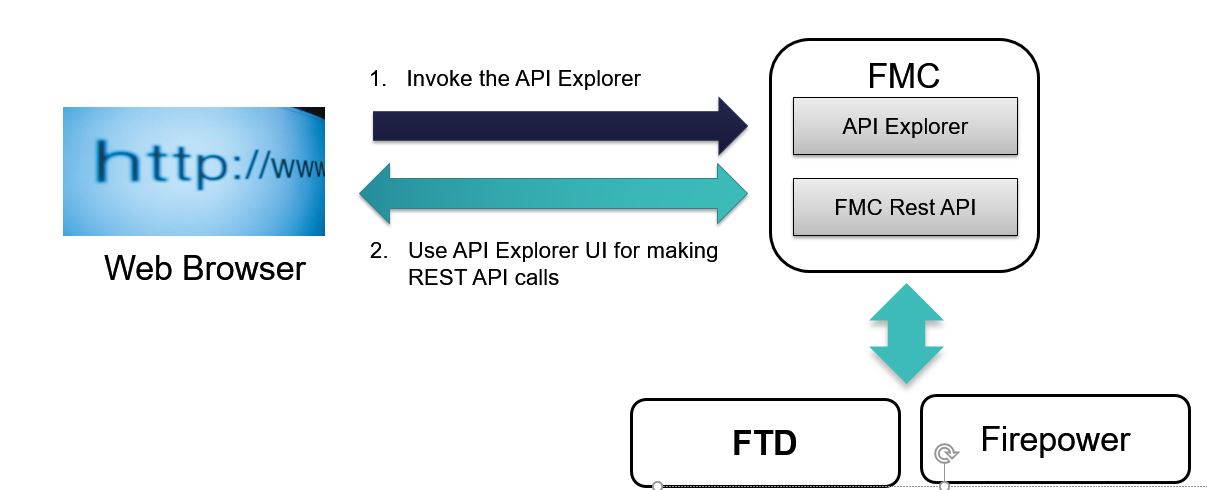 FMC
1. Invoke the API Explorer
API Explorer
http://www
FMC Rest API
Web Browser
2. Use API Explorer UI for making
REST API calls
FTD
Firepower